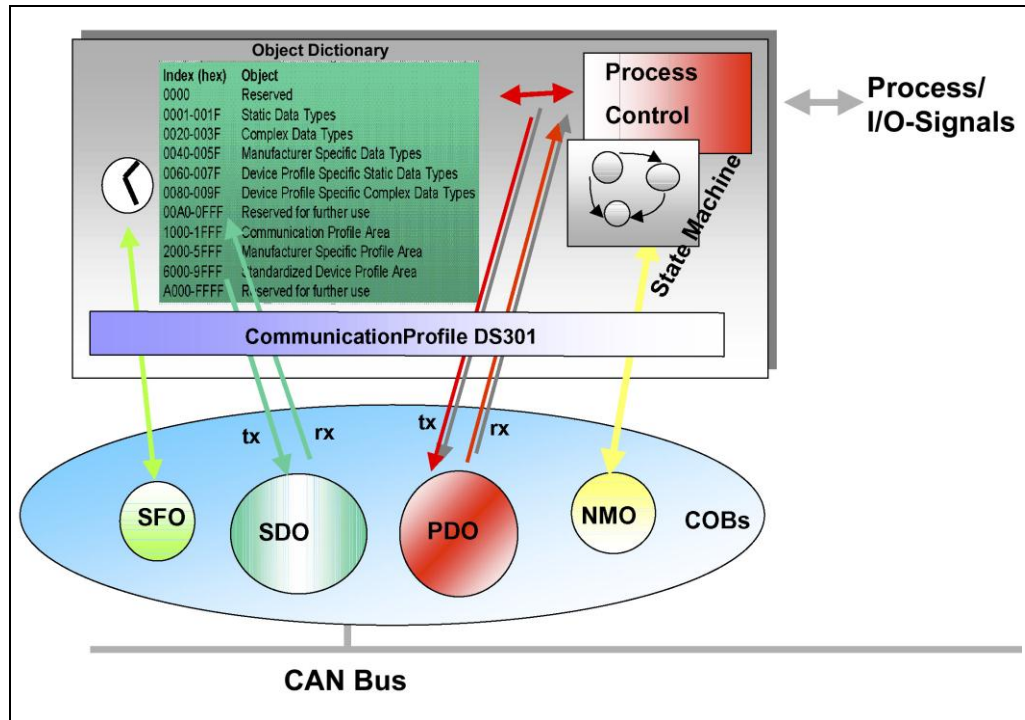 Object Dictionary
Index (hex) Object
0000 Reserved
0001-001F Static Data Types
0020-003F Complex Data Types
0040-005F Manufacturer Specific Data Types
0060-007F Device Profile Specific Static Data Types
0080-009F Device Profile Specific Complex Data Types
00A0-0FFF Reserved for further use
1000-1FFF Communication Profile Area
2000-5FFF Manufacturer Specific Profile Area
6000-9FFF Standardized Device Profile Area
A000-FFFF Reserved for further use
Process
Control
State Machine
Process/
I/O-Signals
CommunicationProfile DS301
tx rx tx rx
SFO SDO PDO NMO COBs
CAN Bus